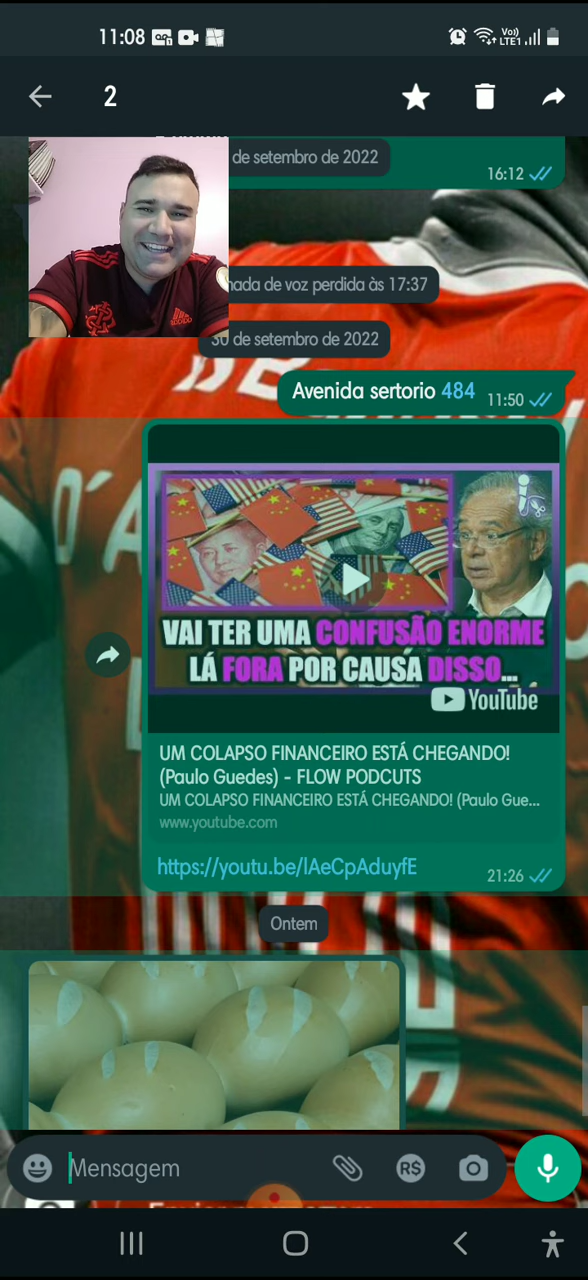 11:08
Vo))
LTE1
2
de setembro de 2022
16:12
nada de voz perdida às 17:37
30 de setembro de 2022
Avenida sertorio 484 11:50
D'A
VAI TER UMA CONFUSÃO ENORME
LÁ FORA POR CAUSA DISSO...
YouTube
UM COLAPSO FINANCEIRO ESTÁ CHEGANDO!
(Paulo Guedes) - FLOW PODCUTS
UM COLAPSO FINANCEIRO ESTÁ CHEGANDO! (Paulo Gue...
www.youtube.com
https://youtu.be/lAeCpAduyfE
21:26
Ontem
Mensagem
R$